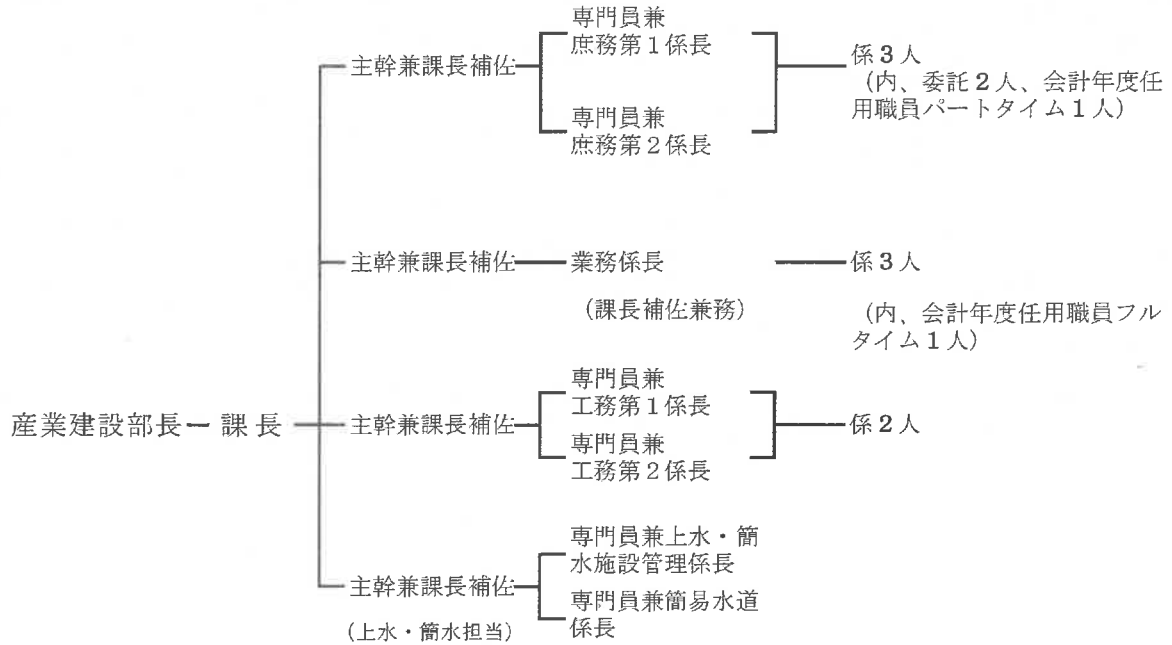 専門員兼
庶務第1係長
主幹兼課長補佐
専門員兼
庶務第2係長
係3人
(内、委託2人、会計年度任
用職員パートタイム1人)
主幹兼課長補佐
業務係長
(課長補佐兼務)
係3人
(内、会計年度任用職員フル
タイム1人)
産業建設部長
課長
主幹兼課長補佐
専門員兼
工務第1係長
専門員兼
工務第2係長
係2人
主幹兼課長補佐
(上水・簡水担当)
専門員兼上水・簡
水施設管理係長
専門員兼簡易水道
係長